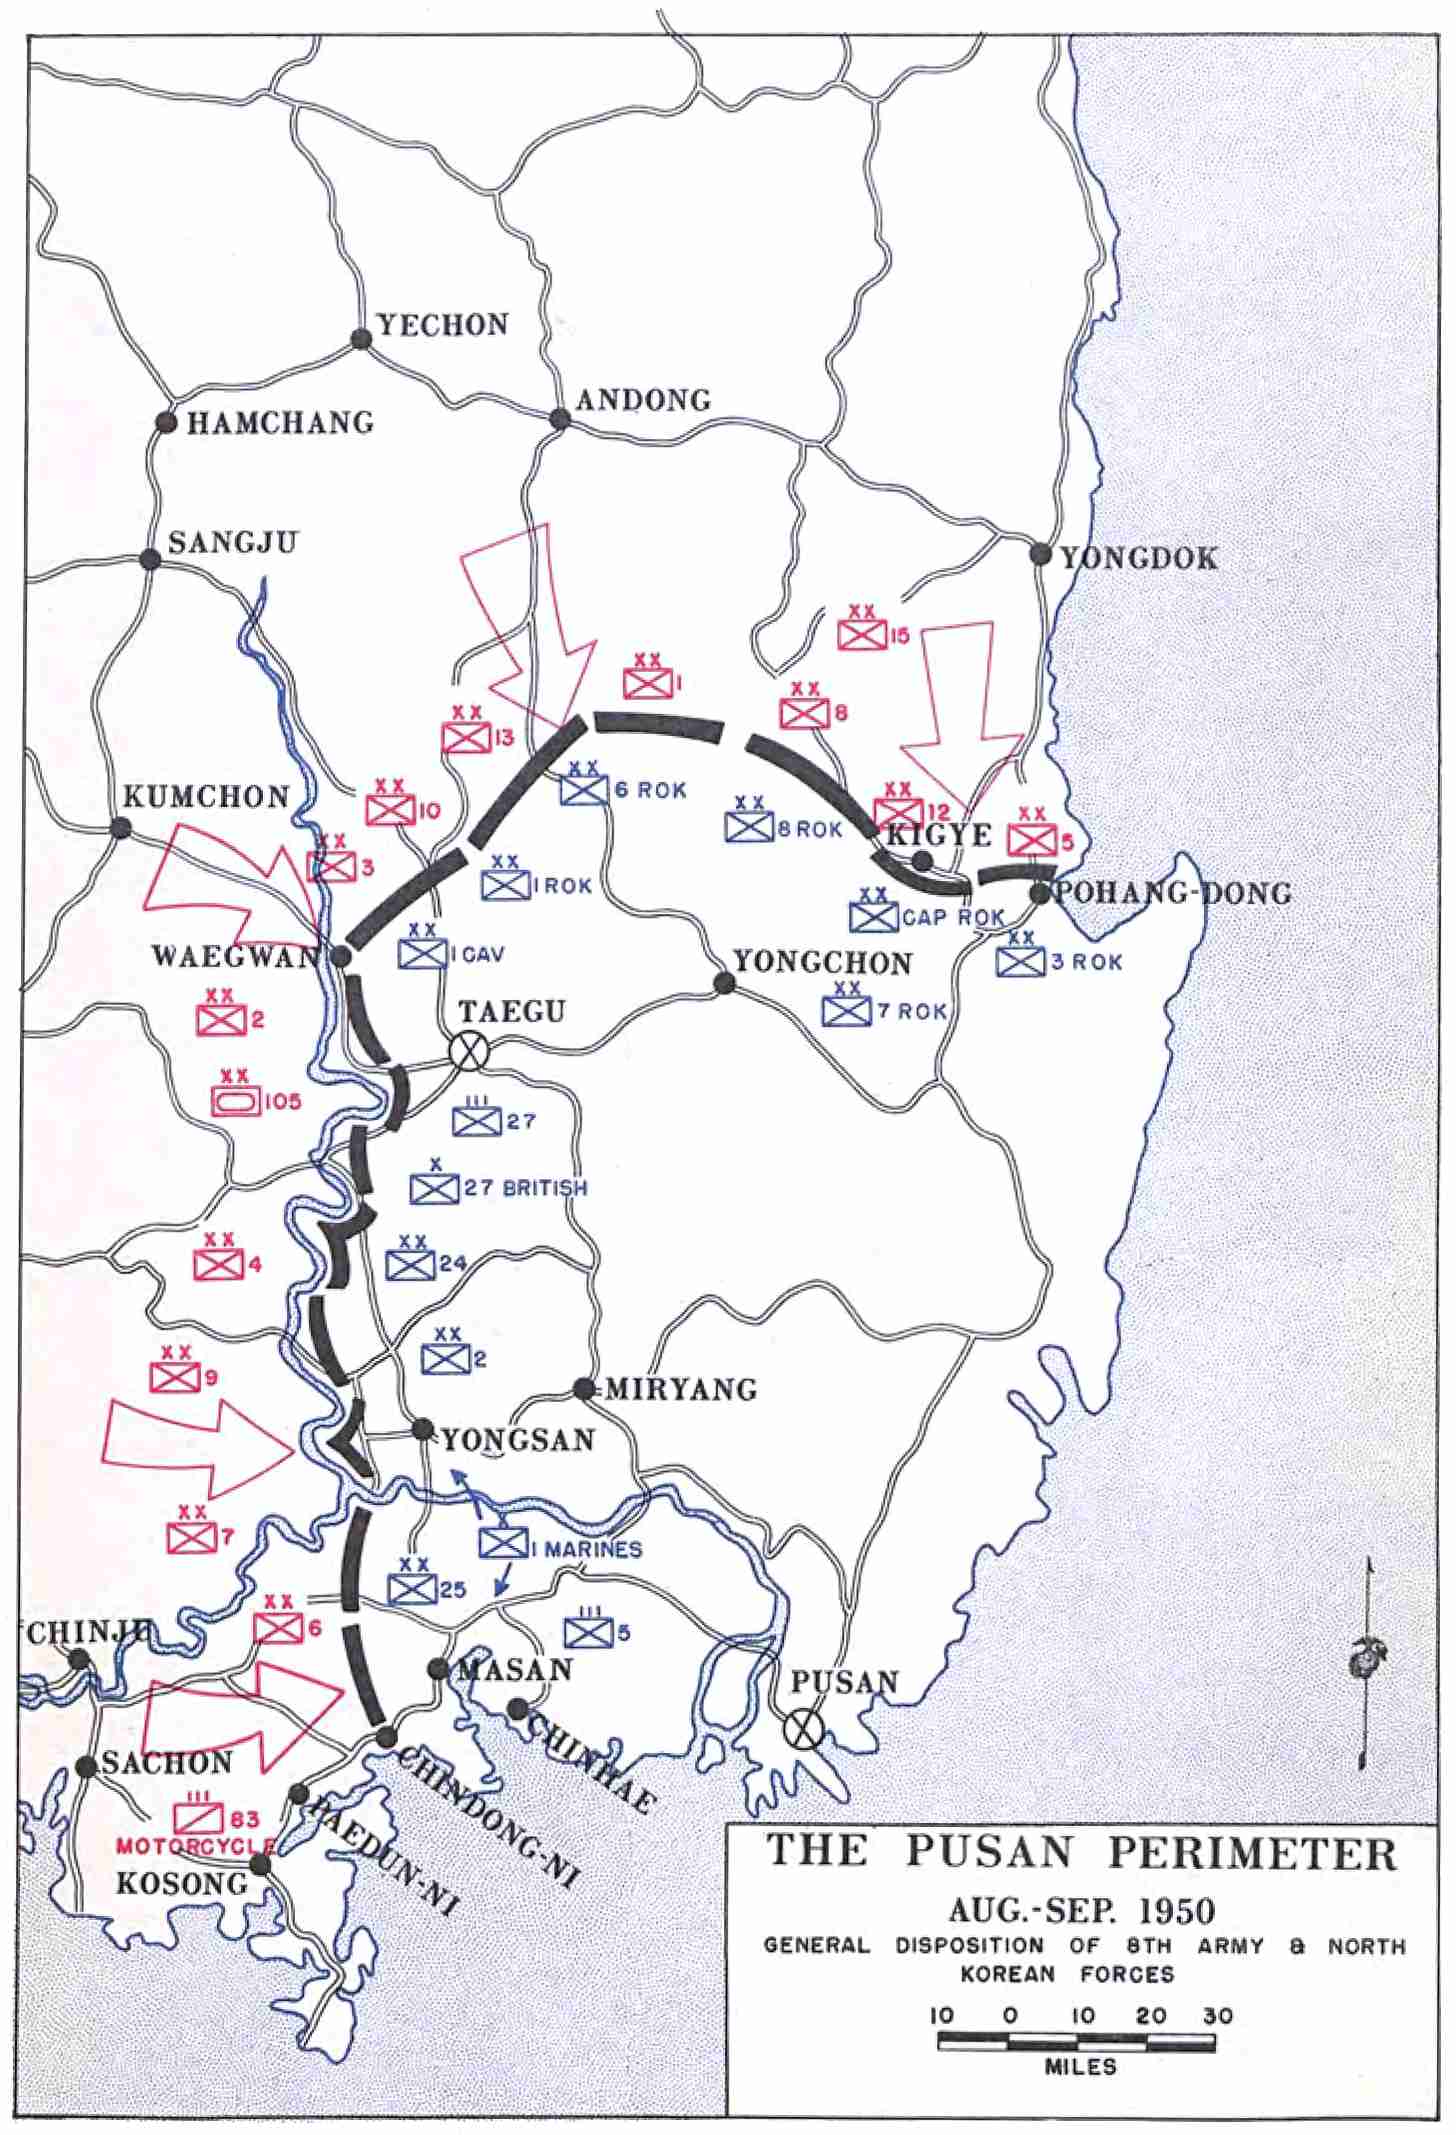 YECHON
ANDONG
HAMCHANG
SANGJU
YONGDOK
XX 15
XX 1
XX 8
XX 13
XX 6 ROK
KUMCHON
XX 10
XX 12
XX 8 ROK
KIGYE
XX 5
XX 3
XX 1 ROK
POHANG-DONG
XX CAP ROK
WAEGWAN
XX 1 CAV
YONGCHON
XX 3 ROK
XX 2
TAEGU
XX 7 ROK
XX 105
III 27
X 27 BRITISH
XX 4
XX 24
XX 2
XX 9
MIRYANG
YONGSAN
XX 7
X 1 MARINES
XX 25
XX 6
III 5
CHINJU
MASAN
PUSAN
CHINHAE
SACHON
CHINDONG-NI
PAEDUN-NI
III 83
MOTORCYCLE
KOSONG
THE PUSAN PERIMETER
AUG.-SEP. 1950
GENERAL DISPOSITION OF 8TH ARMY & NORTH
KOREAN FORCES
10 0 10 20 30
MILES